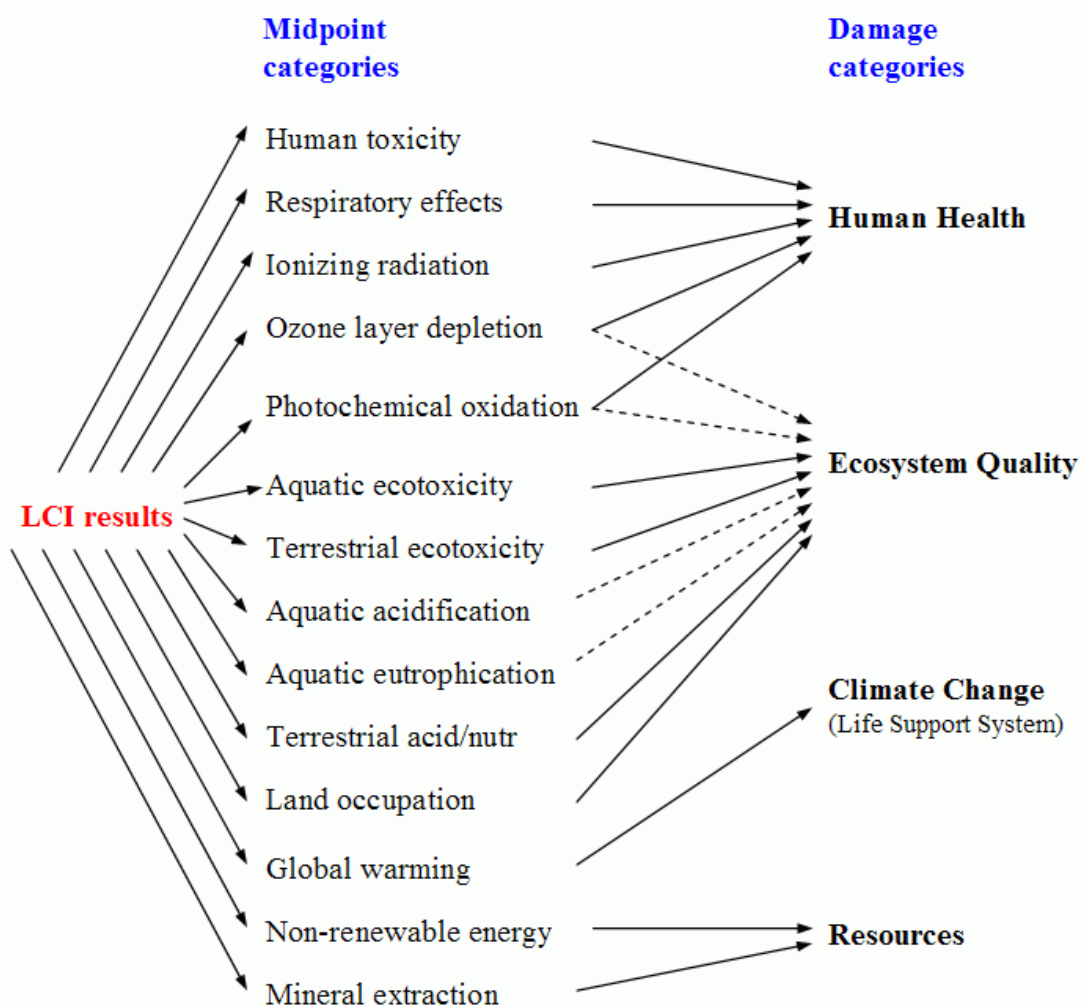 Midpoint
categories
Damage
categories
Human toxicity
Respiratory effects
Human Health
Ionizing radiation
Ozone layer depletion
Photochemical oxidation
Ecosystem Quality
Aquatic ecotoxicity
LCI results
Terrestrial ecotoxicity
Aquatic acidification
Aquatic eutrophication
Climate Change
(Life Support System)
Terrestrial acid/nutr
Land occupation
Global warming
Non-renewable energy
Resources
Mineral extraction